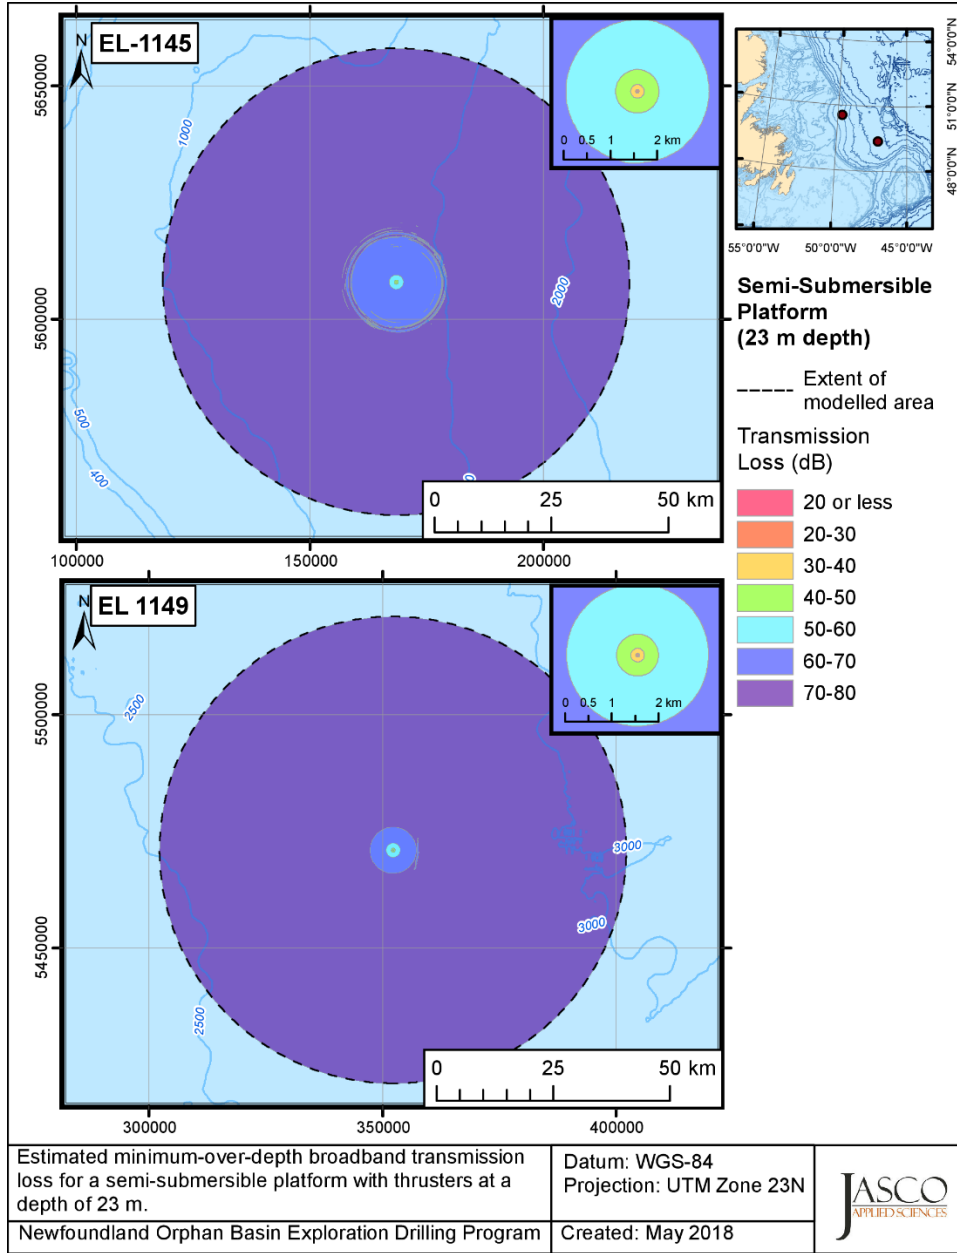 EL-1145
N
5650000
5600000
1000
500
400
2000
0 0.5 1 2 km
0 25 50 km
100000 150000 200000
EL 1149
N
5500000
5450000
2500
2500
3000
3000
0 0.5 1 2 km
0 25 50 km
300000 350000 400000
54°0'0"N
51°0'0"N
48°0'0"N
55°0'0"W 50°0'0"W 45°0'0"W
Semi-Submersible
Platform
(23 m depth)
Extent of
modelled area
Transmission
Loss (dB)
20 or less
20-30
30-40
40-50
50-60
60-70
70-80
Estimated minimum-over-depth broadband transmission
loss for a semi-submersible platform with thrusters at a
depth of 23 m.
Newfoundland Orphan Basin Exploration Drilling Program
Datum: WGS-84
Projection: UTM Zone 23N
Created: May 2018
JASCO
APPLIED SCIENCES